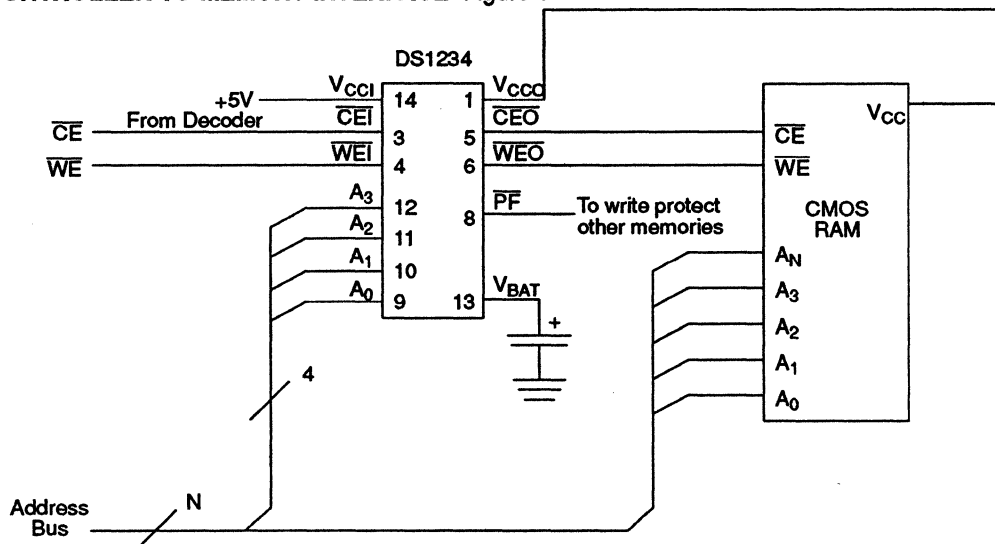 DS1234
VCCI 14 1 VCCO
+5V
CE From Decoder CEI 3 5 CEO CE
WE WEI 4 6 WEO WE
VCC
CMOS
RAM
A3 12 8 PF To write protect
other memories
A2 11
A1 10
A0 9 13 VBAT
+
4
AN
A3
A2
A1
A0
Address
Bus
N